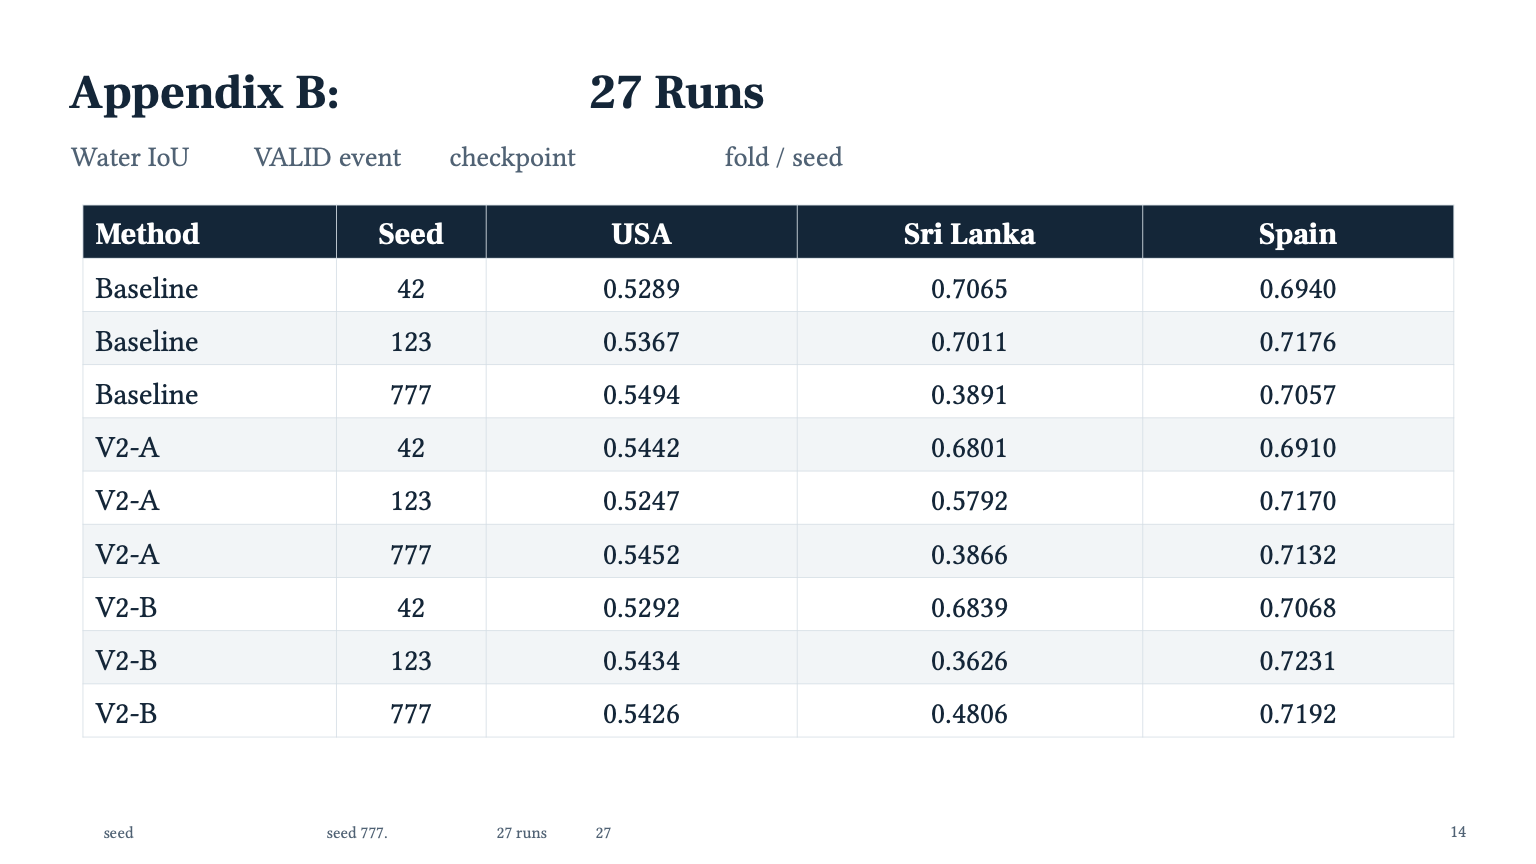 Appendix B: 27 Runs
Water IoU VALID event checkpoint fold / seed
Method Seed USA Sri Lanka Spain
Baseline 42 0.5289 0.7065 0.6940
Baseline 123 0.5367 0.7011 0.7176
Baseline 777 0.5494 0.3891 0.7057
V2-A 42 0.5442 0.6801 0.6910
V2-A 123 0.5247 0.5792 0.7170
V2-A 777 0.5452 0.3866 0.7132
V2-B 42 0.5292 0.6839 0.7068
V2-B 123 0.5434 0.3626 0.7231
V2-B 777 0.5426 0.4806 0.7192
seed seed 777. 27 runs 27 14